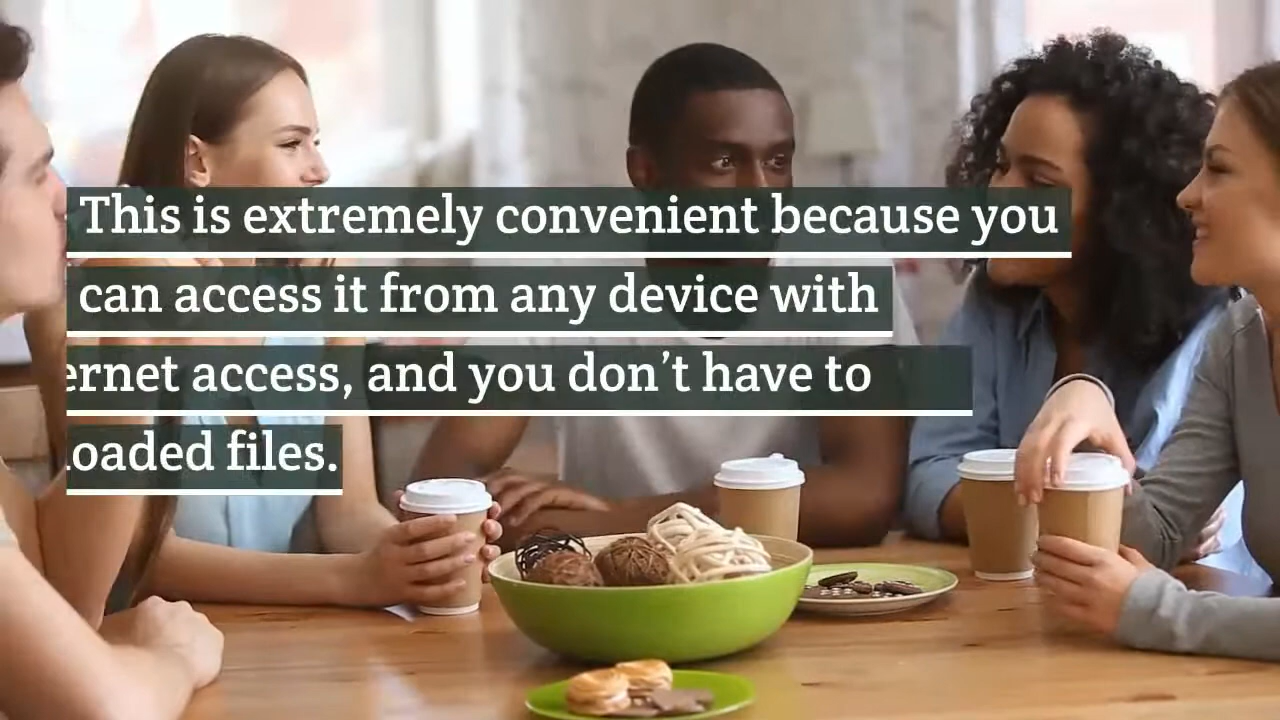 This is extremely convenient because you
can access it from any device with
ernet access, and you don’t have to
loaded files.